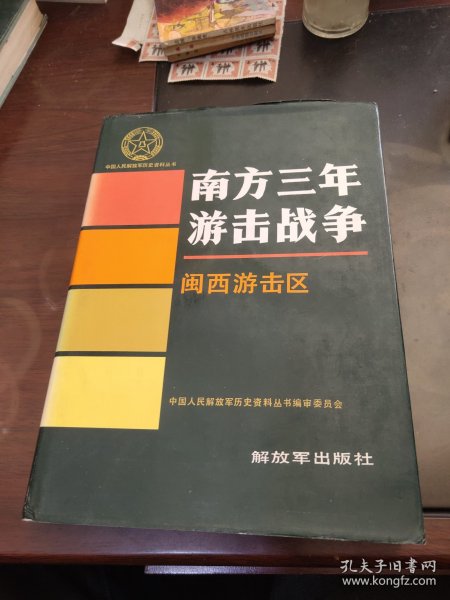 中国人民解放军历史资料丛书
南方三年
游击战争
闽西游击区
中国人民解放军历史资料丛书编审委员会
解放军出版社
孔夫子旧书网
www.kongfz.com